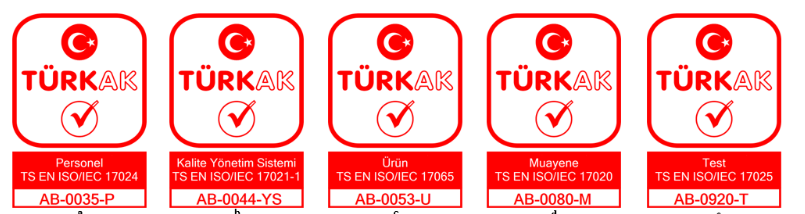 TÜRKAK
Personel
TS EN ISO/IEC 17024
AB-0035-P
a
TÜRKAK
Kalite Yönetim Sistemi
TS EN ISO/IEC 17021-1
AB-0044-YS
b
TÜRKAK
Ürün
TS EN ISO/IEC 17065
AB-0053-U
c
TÜRKAK
Muayene
TS EN ISO/IEC 17020
AB-0080-M
d
TÜRKAK
Test
TS EN ISO/IEC 17025
AB-0920-T